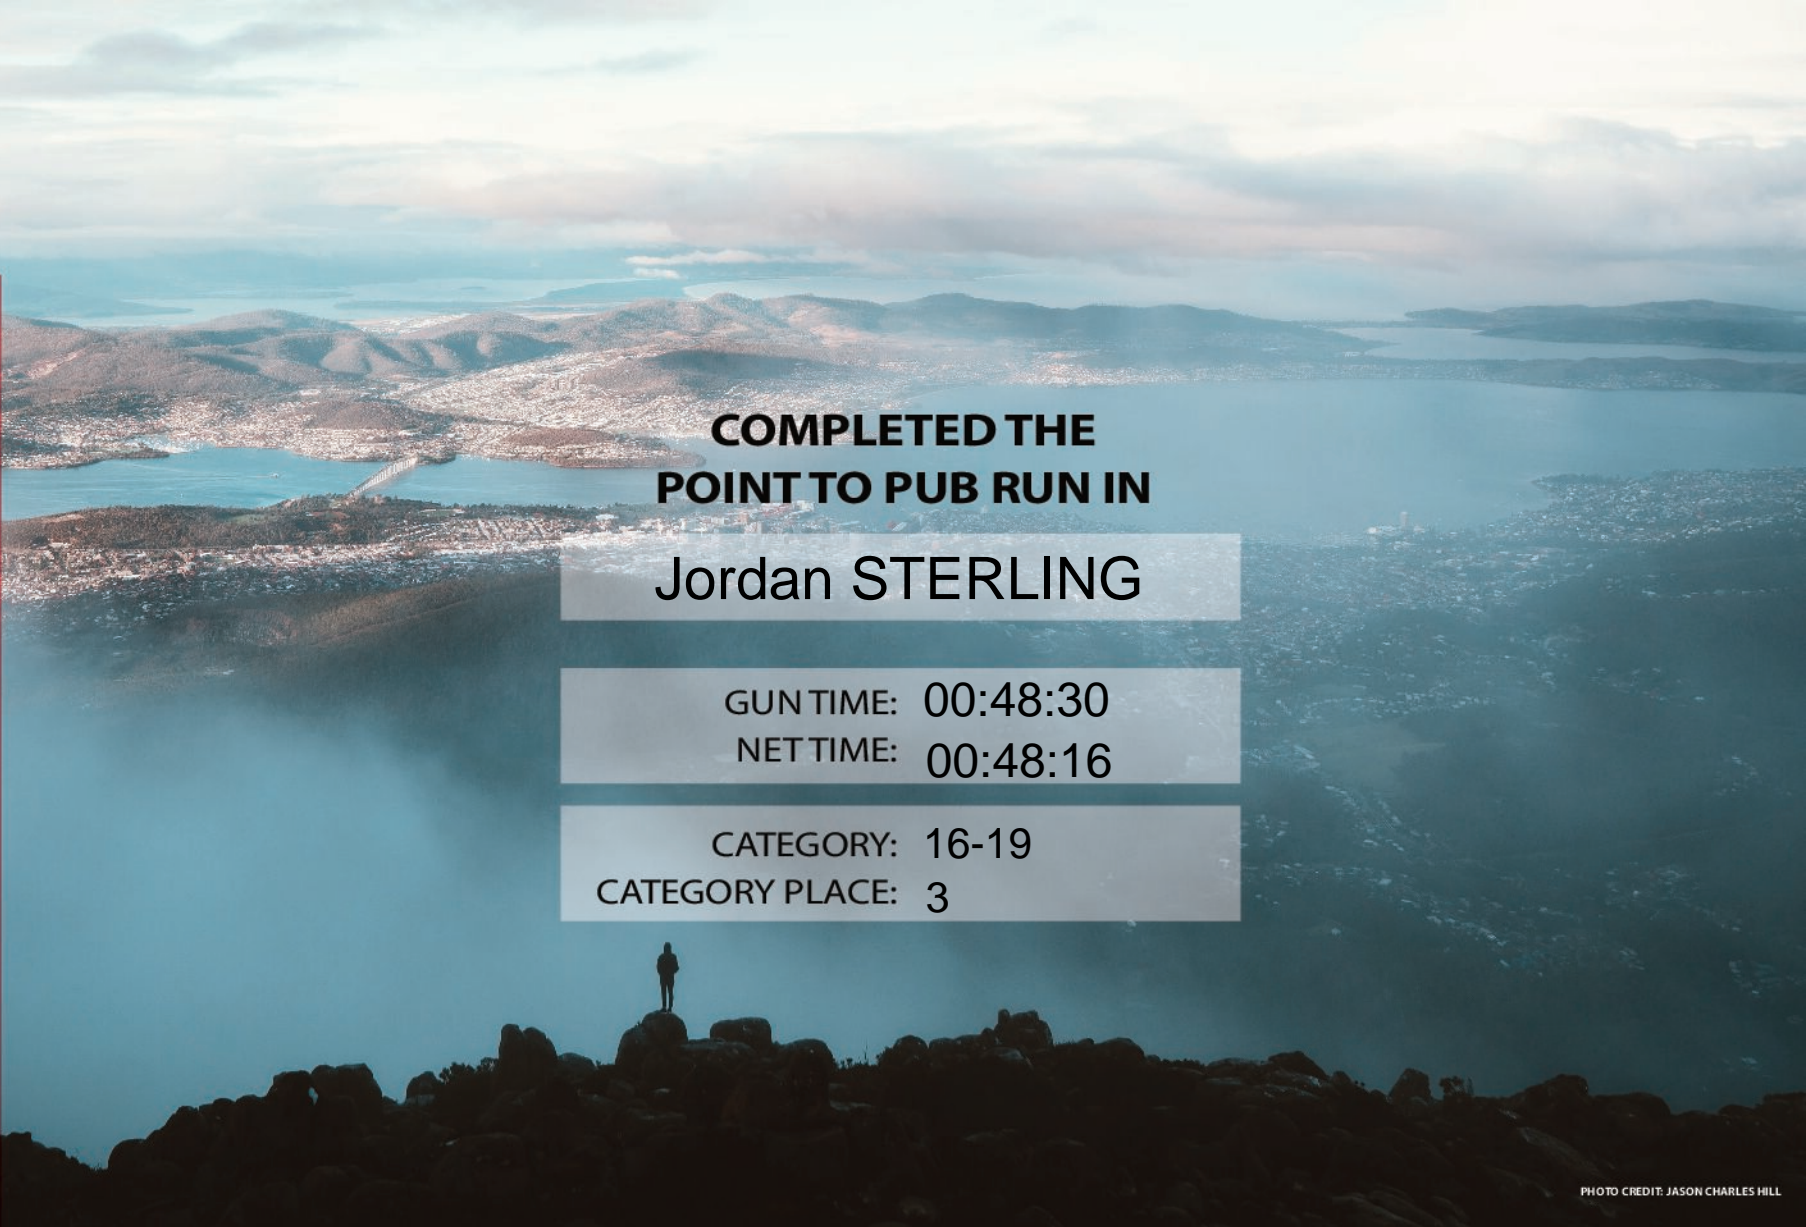 COMPLETED THE
POINT TO PUB RUN IN
Jordan STERLING
GUN TIME: 00:48:30
NET TIME: 00:48:16
CATEGORY: 16-19
CATEGORY PLACE: 3
PHOTO CREDIT: JASON CHARLES HILL